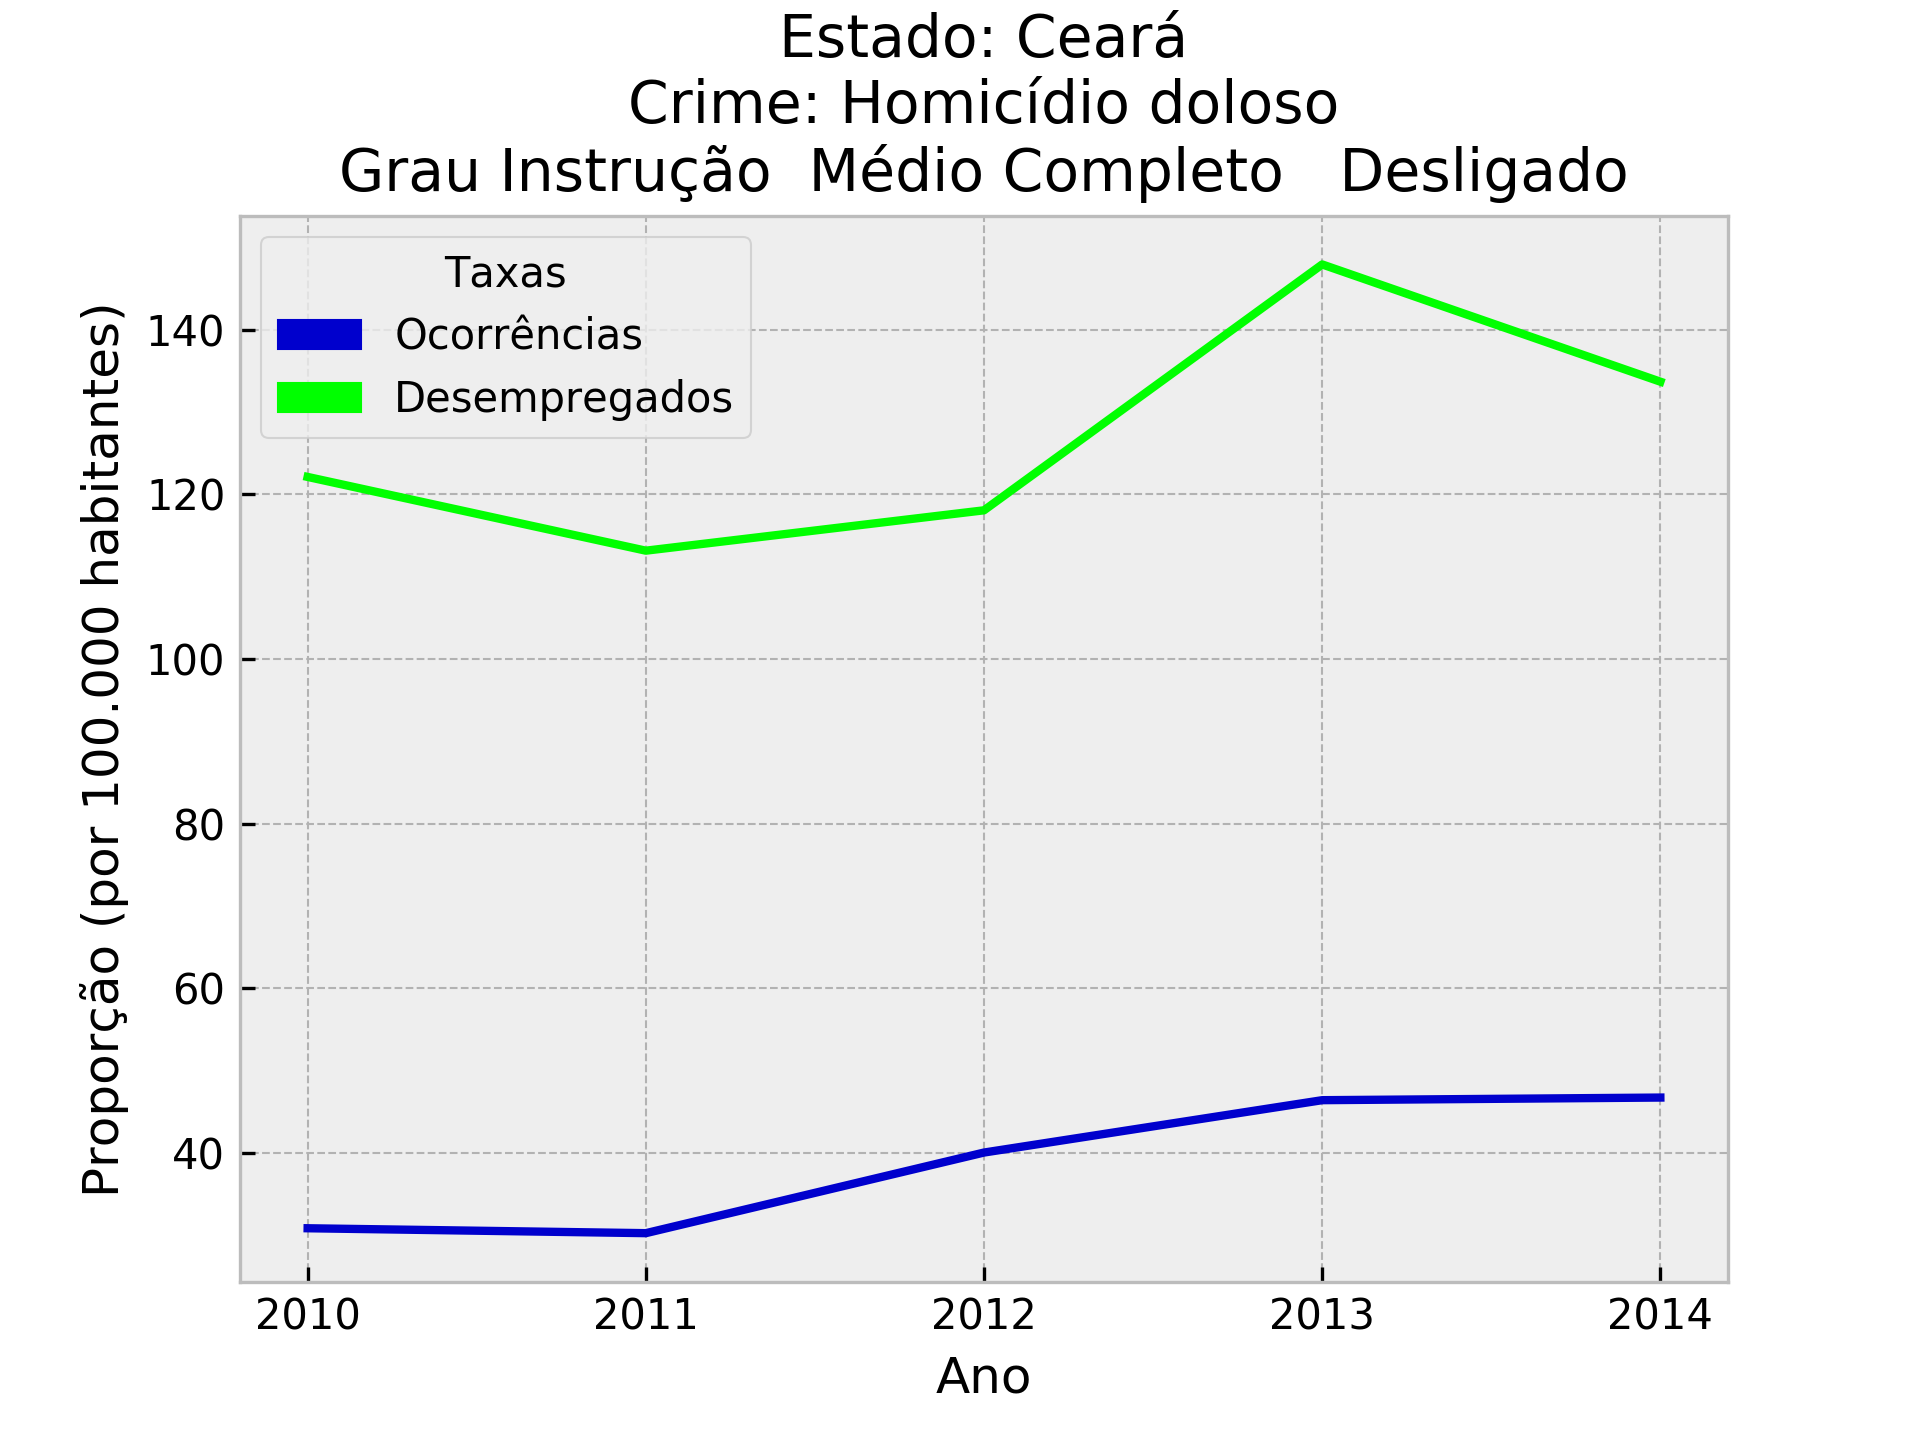 Estado: Ceará
Crime: Homicídio doloso
Grau Instrução  Médio Completo   Desligado
Taxas
Ocorrências
Desempregados
Proporção (por 100.000 habitantes)
140
120
100
80
60
40
2010 2011 2012 2013 2014
Ano